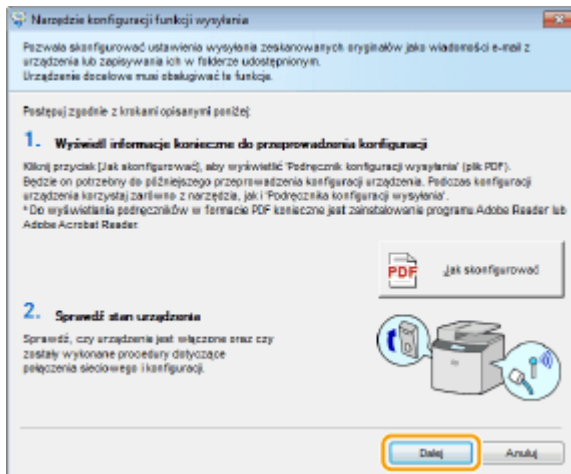 Narzędzie konfiguracji funkcji wysyłania
Pozwala skonfigurować ustawienia wysyłania zeskanowanych oryginałów jako wiadomości e-mail z
urządzenia lub zapisywania ich w folderze udostępnionym.
Urządzenie docelowe musi obsługiwać te funkcje.
Postępuj zgodnie z krokami opisanymi poniżej:
1. Wyświetl informacje konieczne do przeprowadzenia konfiguracji
Kliknij przycisk [Jak skonfigurować], aby wyświetlić 'Podręcznik konfiguracji wysyłania' (plik PDF).
Będzie on potrzebny do późniejszego przeprowadzenia konfiguracji urządzenia. Podczas konfiguracji
urządzenia korzystaj zarówno z narzędzia, jak i 'Podręcznika konfiguracji wysyłania'.
* Do wyświetlania podręczników w formacie PDF konieczne jest zainstalowanie programu Adobe Reader lub
Adobe Acrobat Reader.
PDF Jak skonfigurować
2. Sprawdź stan urządzenia
Sprawdź, czy urządzenie jest włączone oraz czy
zostały wykonane procedury dotyczące
połączenia sieciowego i konfiguracji.
Dalej Anuluj